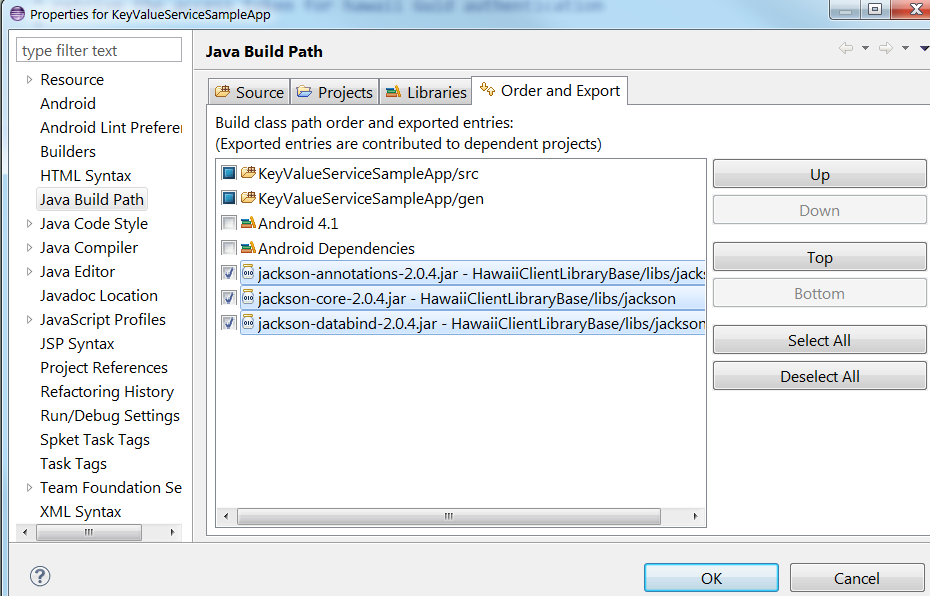 for Hawaii Guid authentication
Properties for KeyValueServiceSampleApp
type filter text
Resource
Android
Android Lint Preferer
Builders
HTML Syntax
Java Build Path
Java Code Style
Java Compiler
Java Editor
Javadoc Location
JavaScript Profiles
JSP Syntax
Project References
Refactoring History
Run/Debug Settings
Spket Task Tags
Task Tags
Team Foundation Se
XML Syntax
Java Build Path
Source
Projects
Libraries
Order and Export
Build class path order and exported entries:
(Exported entries are contributed to dependent projects)
KeyValueServiceSampleApp/src
KeyValueServiceSampleApp/gen
Android 4.1
Android Dependencies
jackson-annotations-2.0.4.jar - HawaiiClientLibraryBase/libs/jacks
jackson-core-2.0.4.jar - HawaiiClientLibraryBase/libs/jackson
jackson-databind-2.0.4.jar - HawaiiClientLibraryBase/libs/jackson
Up
Down
Top
Bottom
Select All
Deselect All
OK
Cancel